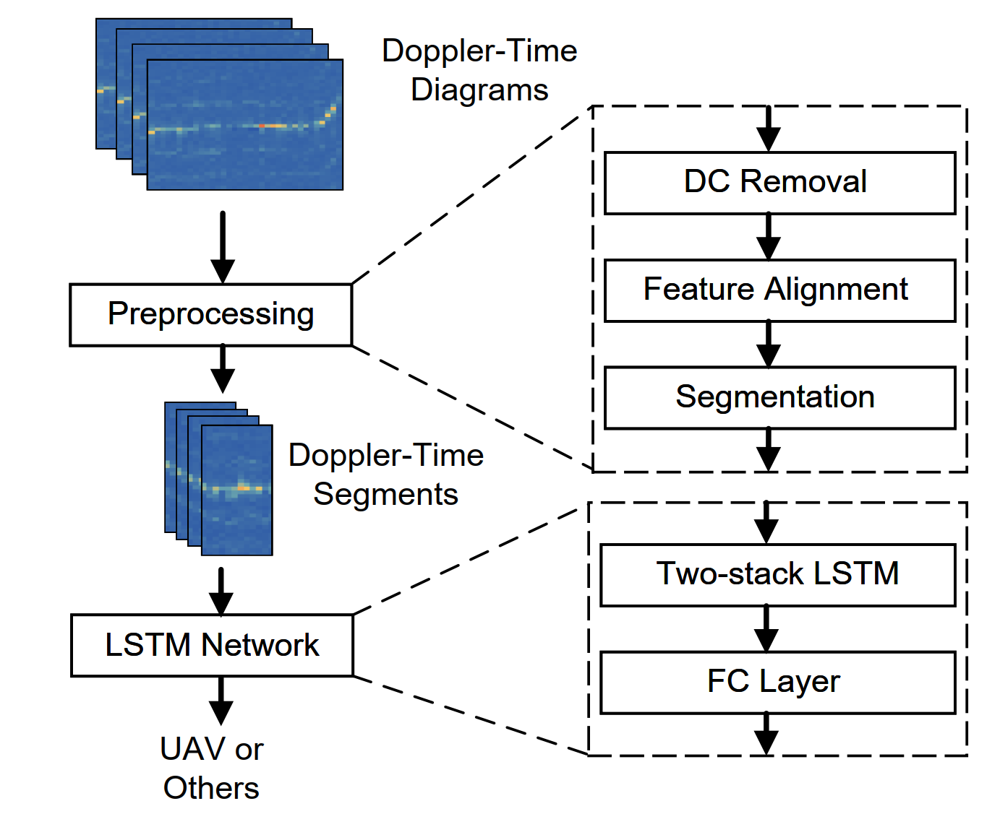 Doppler-Time
Diagrams
Preprocessing
Doppler-Time
Segments
LSTM Network
UAV or
Others
DC Removal
Feature Alignment
Segmentation
Two-stack LSTM
FC Layer